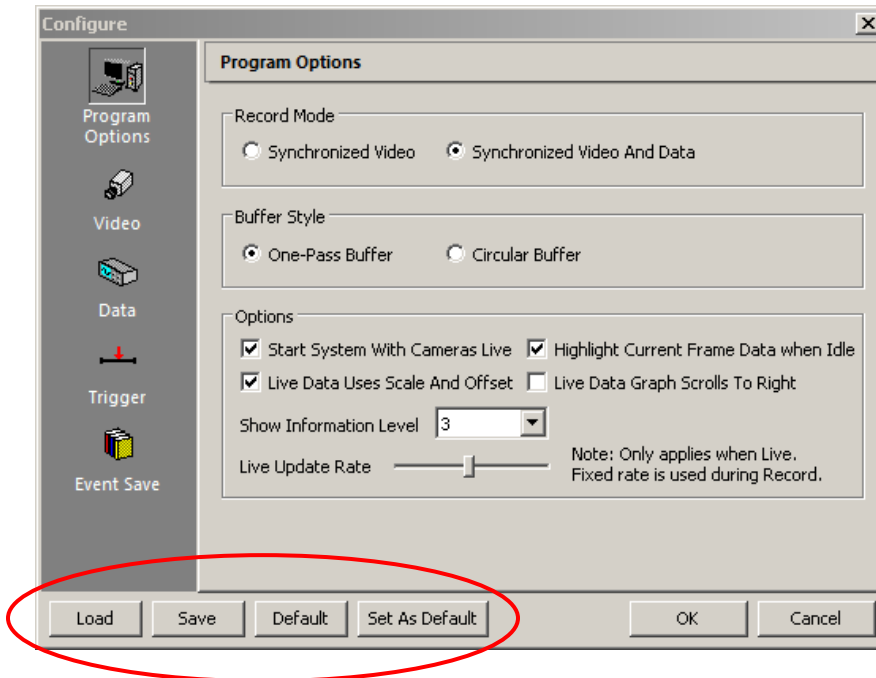 Configure
Program Options
Program
Options
Video
Data
Trigger
Event Save
Record Mode
Synchronized Video Synchronized Video And Data
Buffer Style
One-Pass Buffer Circular Buffer
Options
Start System With Cameras Live Highlight Current Frame Data when Idle
Live Data Uses Scale And Offset Live Data Graph Scrolls To Right
Show Information Level 3
Live Update Rate Note: Only applies when Live.
Fixed rate is used during Record.
Load Save Default Set As Default OK Cancel